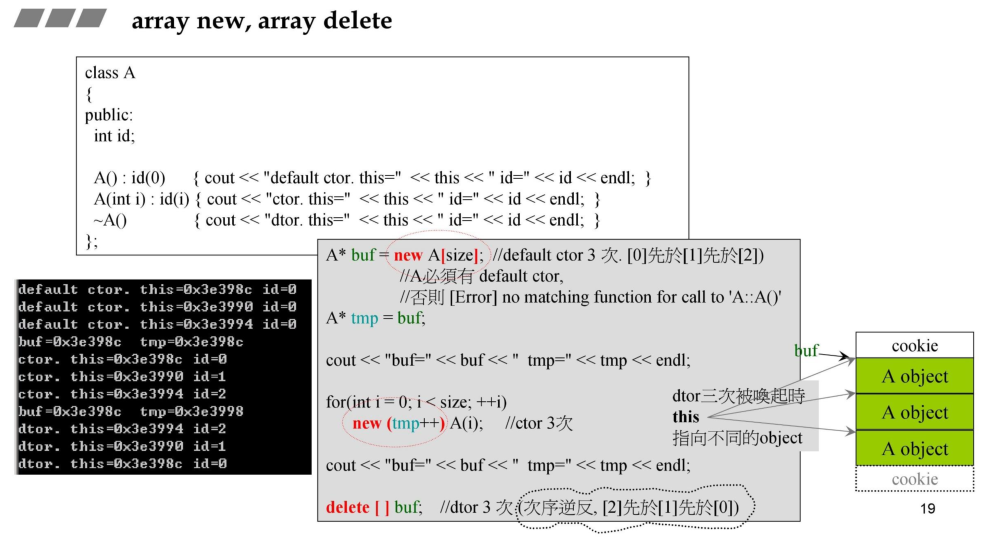 array new, array delete
class A
{
public:
int id;
A() : id(0) { cout << "default ctor. this=" << this << " id=" << id << endl; }
A(int i) : id(i) { cout << "ctor. this=" << this << " id=" << id << endl; }
~A() { cout << "dtor. this=" << this << " id=" << id << endl; }
};
A* buf = new A[size]; //default ctor 3 次. [0]先於[1]先於[2])
//A必須有 default ctor,
//否則 [Error] no matching function for call to 'A::A()'
A* tmp = buf;
cout << "buf=" << buf << " tmp=" << tmp << endl;
for(int i = 0; i < size; ++i)
new (tmp++) A(i); //ctor 3次
cout << "buf=" << buf << " tmp=" << tmp << endl;
delete [ ] buf; //dtor 3 次 (次序逆反, [2]先於[1]先於[0])
default ctor. this=0x3e398c id=0
default ctor. this=0x3e3990 id=0
default ctor. this=0x3e3994 id=0
buf=0x3e398c tmp=0x3e398c
ctor. this=0x3e398c id=0
ctor. this=0x3e3990 id=1
ctor. this=0x3e3994 id=2
buf=0x3e398c tmp=0x3e3998
dtor. this=0x3e3994 id=2
dtor. this=0x3e3990 id=1
dtor. this=0x3e398c id=0
dtor三次被喚起時
this
指向不同的object
buf
cookie
A object
A object
A object
cookie
19